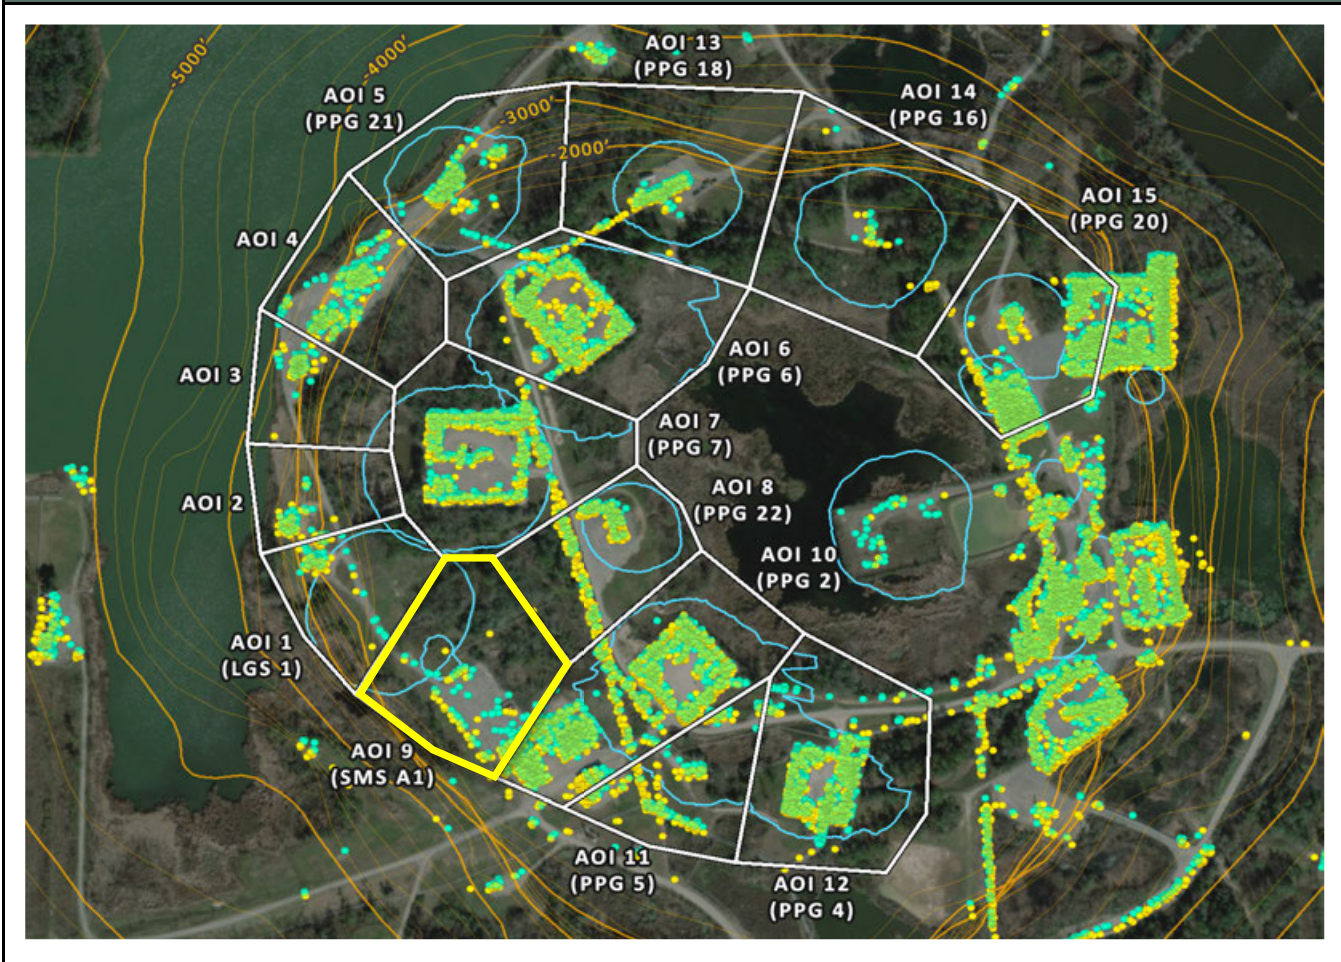 -5000'
-4000'
AOI 13
(PPG 18)
AOI 5
(PPG 21)
-3000'
-2000'
AOI 14
(PPG 16)
AOI 15
(PPG 20)
AOI 4
AOI 3
AOI 6
(PPG 6)
AOI 7
(PPG 7)
AOI 2
AOI 8
(PPG 22)
AOI 10
(PPG 2)
AOI 1
(LGS 1)
AOI 9
(SMS A1)
AOI 11
(PPG 5)
AOI 12
(PPG 4)